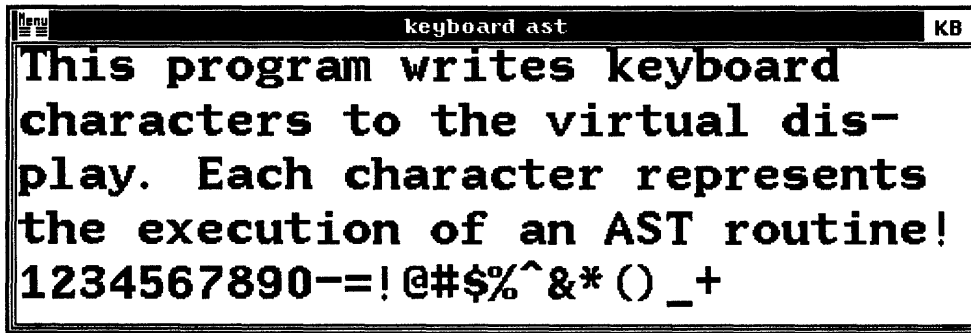 Menu keyboard ast KB
This program writes keyboard
characters to the virtual dis-
play. Each character represents
the execution of an AST routine!
1234567890-=!@#$%^&*()_+